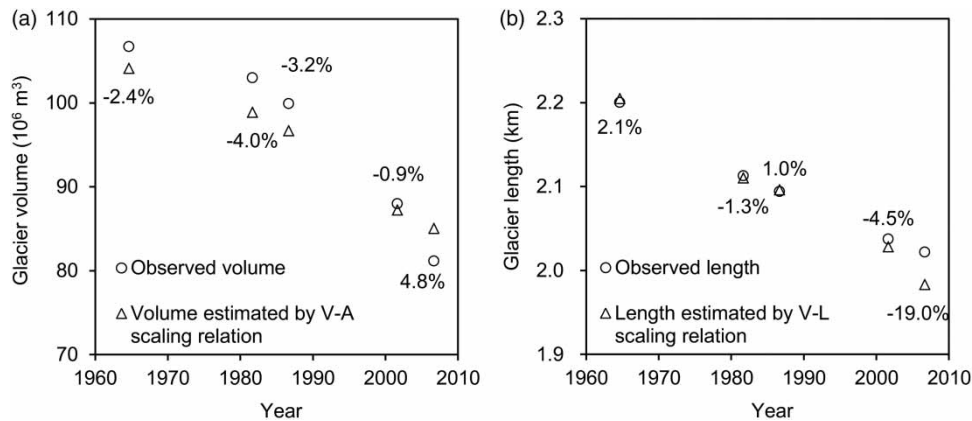 (a)
110
100
90
80
70
Glacier volume (10⁶ m³)
-2.4%
-4.0%
-3.2%
-0.9%
4.8%
Observed volume
Volume estimated by V-A
scaling relation
1960 1970 1980 1990 2000 2010
Year
(b)
2.3
2.2
2.1
2.0
1.9
Glacier length (km)
2.1%
-1.3%
1.0%
-4.5%
-19.0%
Observed length
Length estimated by V-L
scaling relation
1960 1970 1980 1990 2000 2010
Year